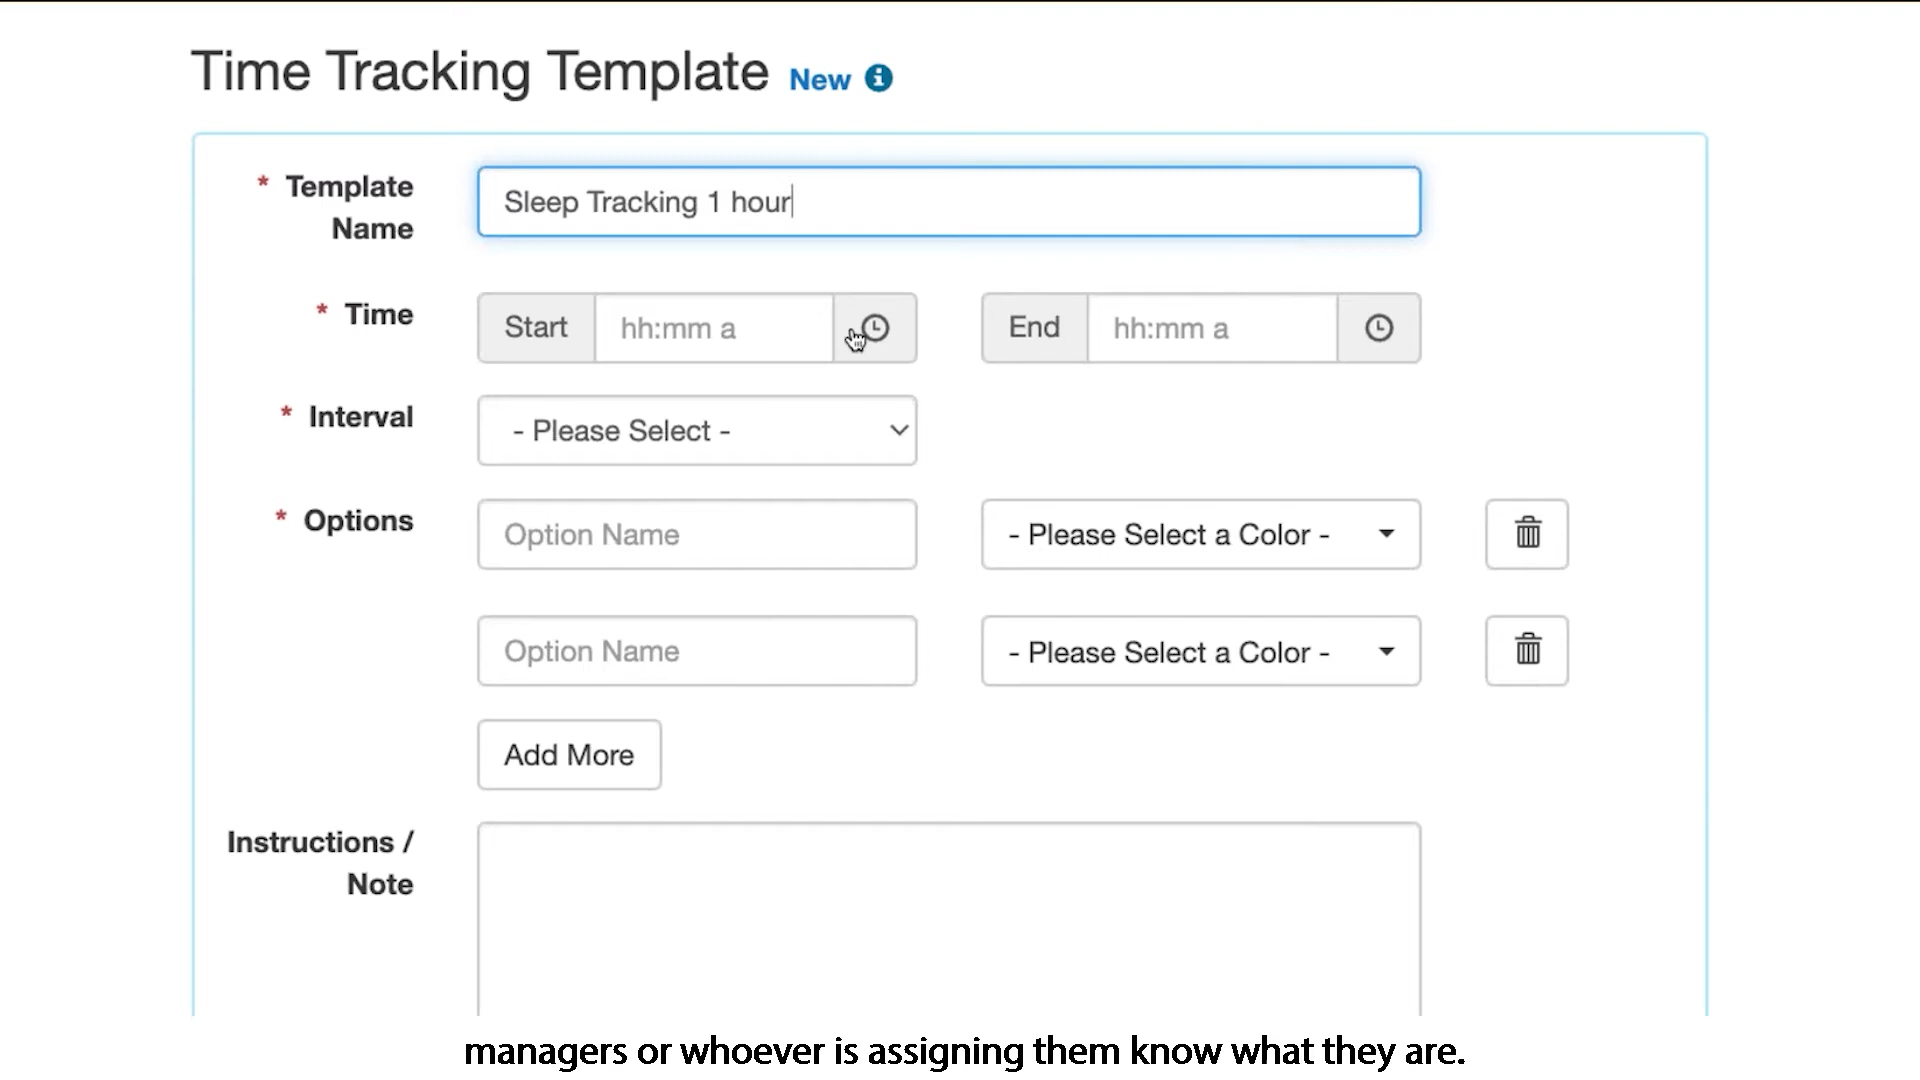 Time Tracking Template New
* Template Name
Sleep Tracking 1 hour
* Time
Start hh:mm a End hh:mm a
* Interval
- Please Select -
* Options
Option Name - Please Select a Color -
Option Name - Please Select a Color -
Add More
Instructions /
Note
managers or whoever is assigning them know what they are.